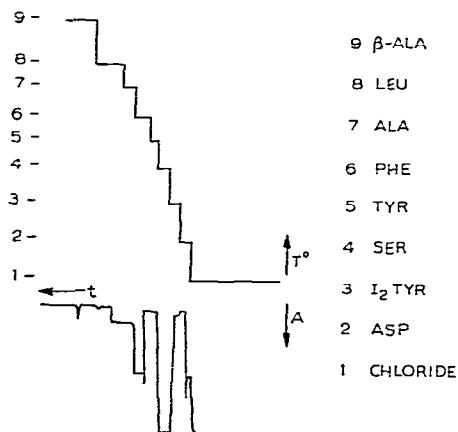 9 –
8 –
7 –
6 –
5 –
4 –
3 –
2 –
1 –
t
T°
A
9 β-ALA
8 LEU
7 ALA
6 PHE
5 TYR
4 SER
3 I₂ TYR
2 ASP
1 CHLORIDE